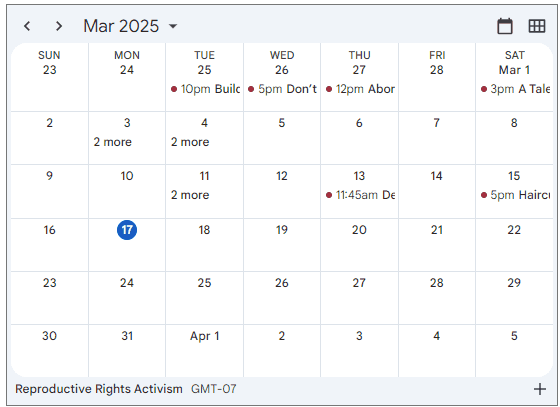 Mar 2025
SUN MON TUE WED THU FRI SAT
23 24 25 26 27 28 Mar 1
10pm Builc 5pm Don't 12pm Abor 3pm A Tale
2 3 4 5 6 7 8
2 more 2 more
9 10 11 12 13 14 15
2 more 11:45am De 5pm Haircu
16 17 18 19 20 21 22
23 24 25 26 27 28 29
30 31 Apr 1 2 3 4 5
Reproductive Rights Activism GMT-07